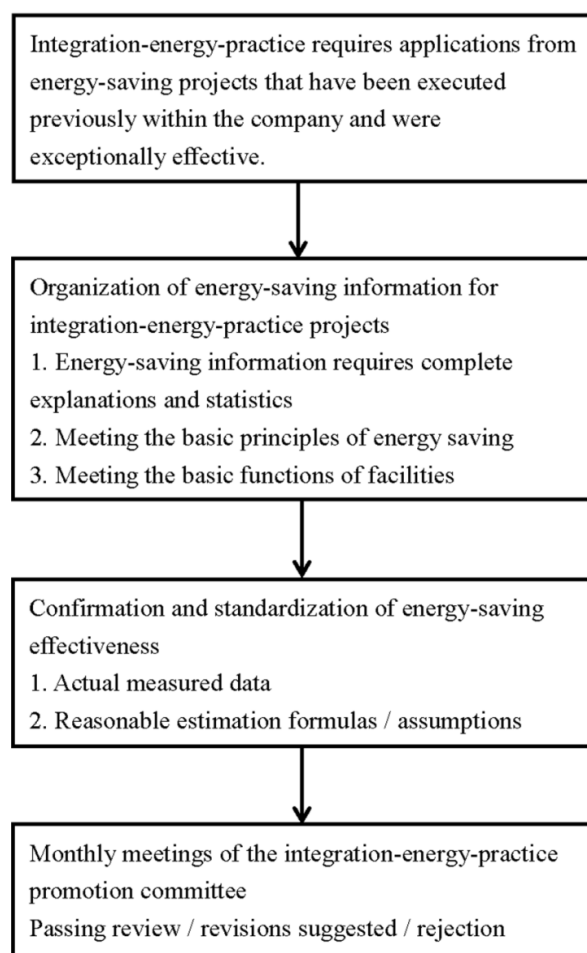 Integration-energy-practice requires applications from
energy-saving projects that have been executed
previously within the company and were
exceptionally effective.
Organization of energy-saving information for
integration-energy-practice projects
1. Energy-saving information requires complete
explanations and statistics
2. Meeting the basic principles of energy saving
3. Meeting the basic functions of facilities
Confirmation and standardization of energy-saving
effectiveness
1. Actual measured data
2. Reasonable estimation formulas / assumptions
Monthly meetings of the integration-energy-practice
promotion committee
Passing review / revisions suggested / rejection